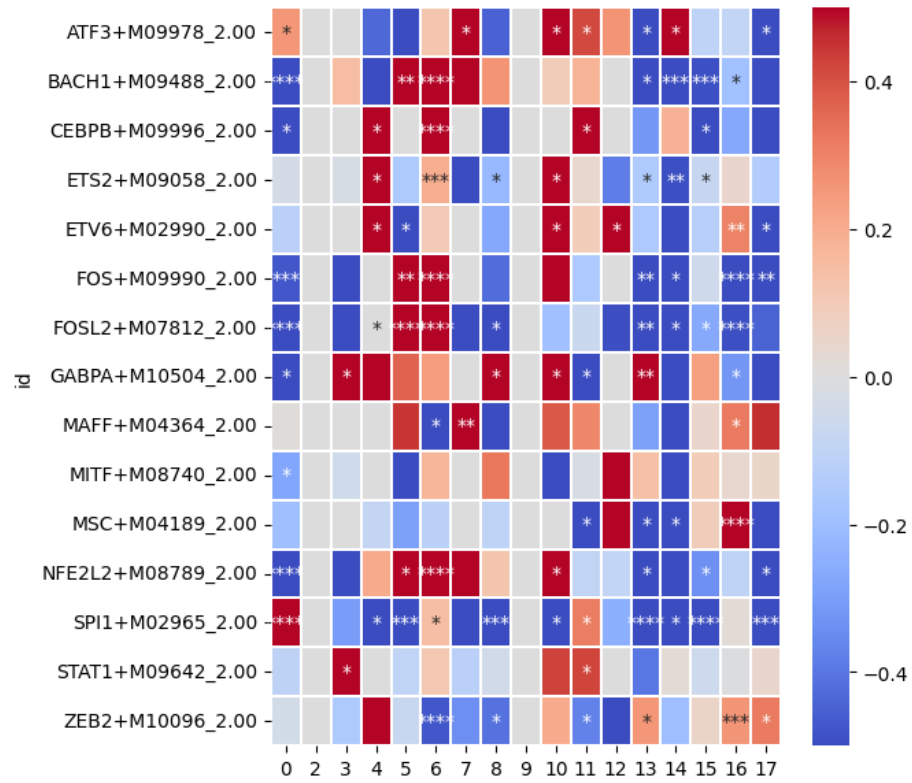 ATF3+M09978_2.00 * * * * * * *
BACH1+M09488_2.00 **** ** **** * *** *** *
CEBPB+M09996_2.00 * * **** * *
ETS2+M09058_2.00 * *** * * * ** *
ETV6+M02990_2.00 * * * * ** *
FOS+M09990_2.00 *** ** **** ** * **** **
FOSL2+M07812_2.00 **** * **** **** * ** * * ****
GABPA+M10504_2.00 * * * * * ** *
MAFF+M04364_2.00 * ** *
MITF+M08740_2.00 *
MSC+M04189_2.00 * * * ****
NFE2L2+M08789_2.00 **** * **** * * * *
SPI1+M02965_2.00 **** * *** * *** * * **** * **** ***
STAT1+M09642_2.00 * *
ZEB2+M10096_2.00 **** * * * *** *
0 2 3 4 5 6 7 8 9 10 11 12 13 14 15 16 17
id
0.4
0.2
0.0
−0.2
−0.4